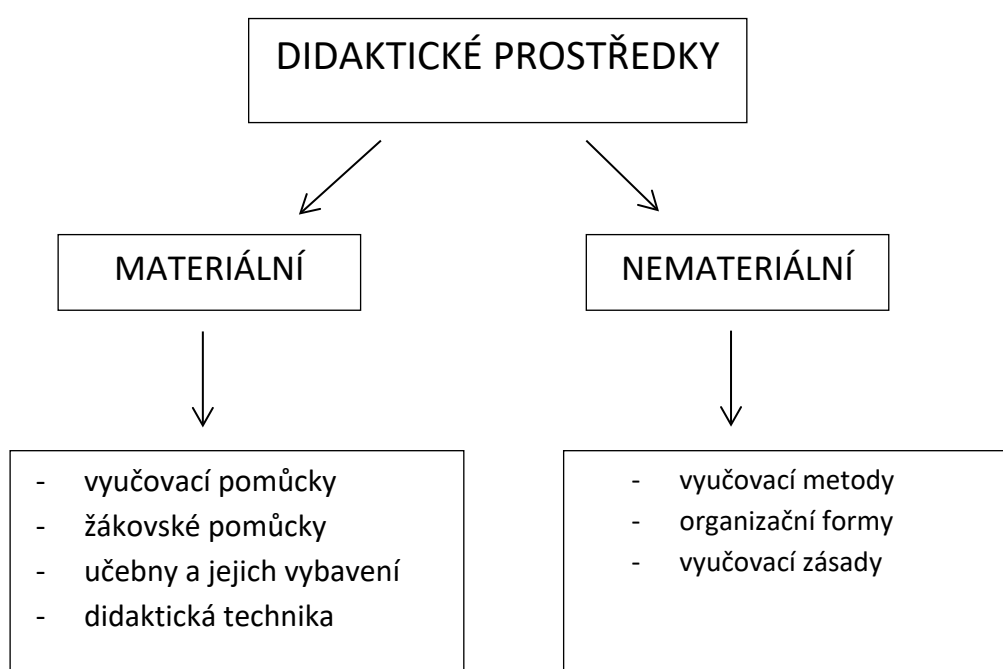 DIDAKTICKÉ PROSTŘEDKY
MATERIÁLNÍ
NEMATERIÁLNÍ
- vyučovací pomůcky
- žákovské pomůcky
- učebny a jejich vybavení
- didaktická technika
- vyučovací metody
- organizační formy
- vyučovací zásady